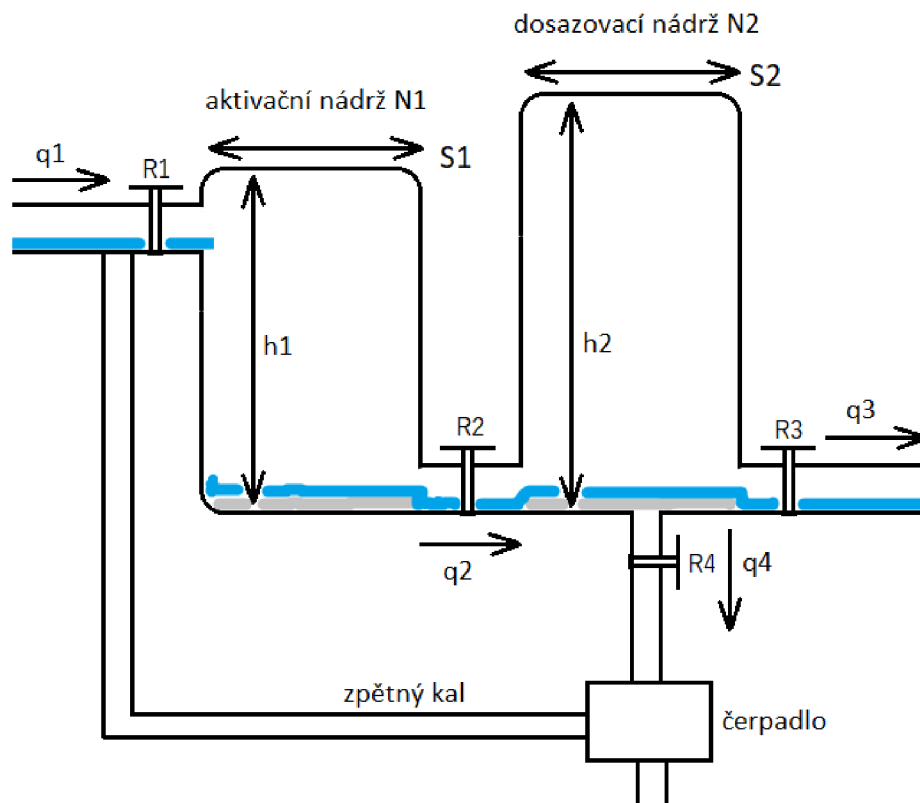 dosazovací nádrž N2
S2
aktivační nádrž N1
S1
q1
R1
h1
h2
R2
R3
q3
q2
R4
q4
zpětný kal
čerpadlo